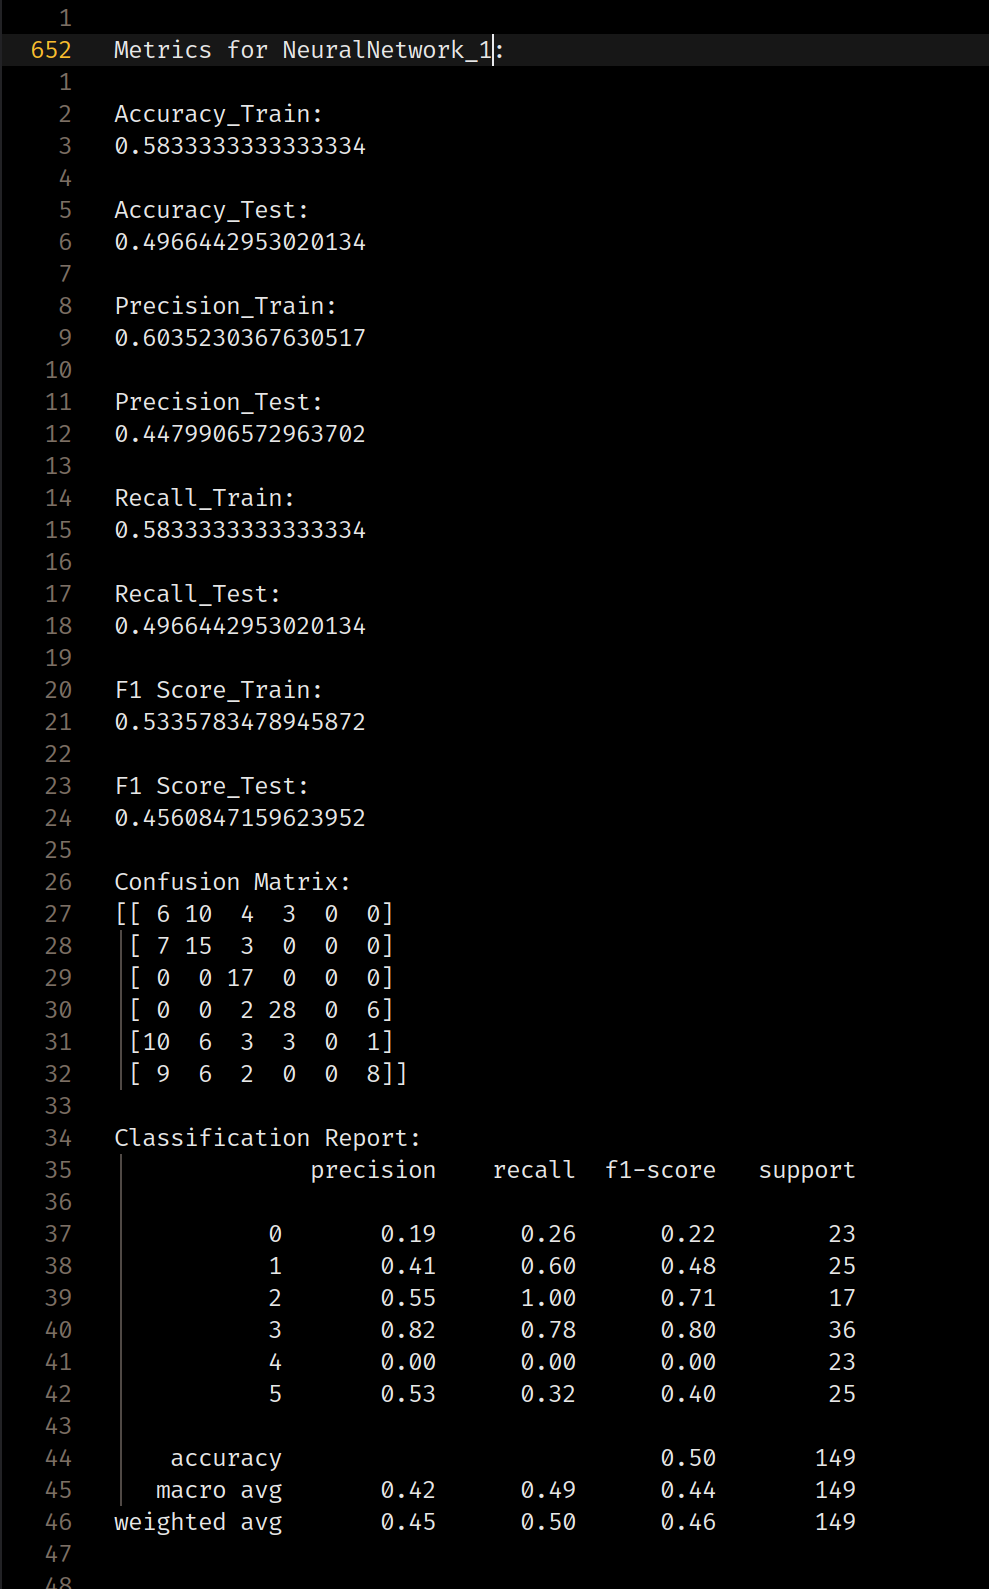 1
652 Metrics for NeuralNetwork_1:
1
2 Accuracy_Train:
3 0.5833333333333334
4
5 Accuracy_Test:
6 0.4966442953020134
7
8 Precision_Train:
9 0.6035230367630517
10
11 Precision_Test:
12 0.4479906572963702
13
14 Recall_Train:
15 0.5833333333333334
16
17 Recall_Test:
18 0.4966442953020134
19
20 F1 Score_Train:
21 0.5335783478945872
22
23 F1 Score_Test:
24 0.4560847159623952
25
26 Confusion Matrix:
27 [[ 6 10  4  3  0  0]
28  [ 7 15  3  0  0  0]
29  [ 0  0 17  0  0  0]
30  [ 0  0  2 28  0  6]
31  [10  6  3  3  0  1]
32  [ 9  6  2  0  0  8]]
33
34 Classification Report:
35               precision    recall  f1-score   support
36
37            0       0.19      0.26      0.22        23
38            1       0.41      0.60      0.48        25
39            2       0.55      1.00      0.71        17
40            3       0.82      0.78      0.80        36
41            4       0.00      0.00      0.00        23
42            5       0.53      0.32      0.40        25
43
44     accuracy                           0.50       149
45    macro avg       0.42      0.49      0.44       149
46 weighted avg       0.45      0.50      0.46       149
47
48